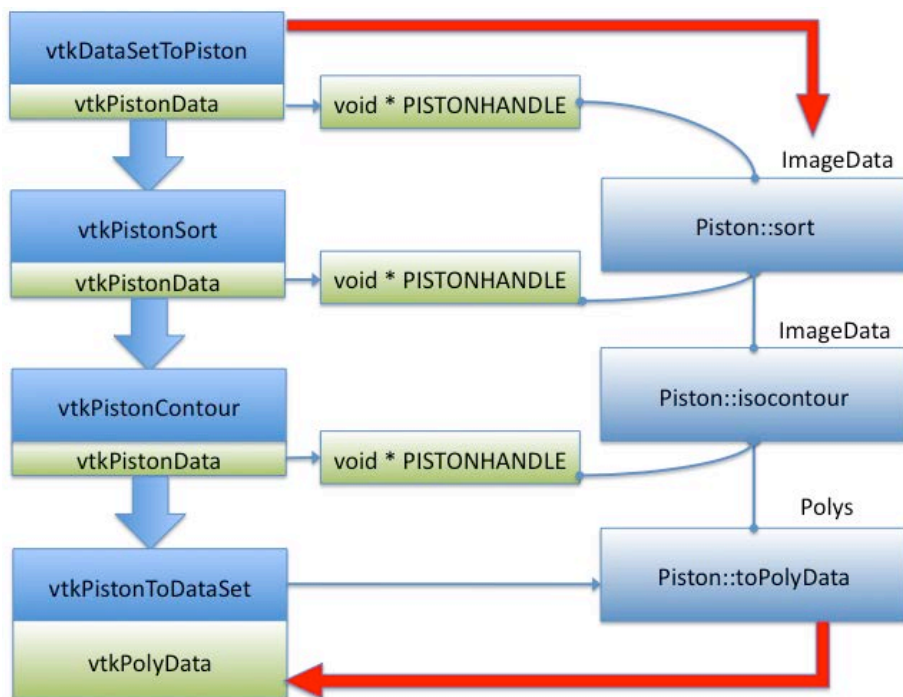 vtkDataSetToPiston
vtkPistonData
void * PISTONHANDLE
ImageData
Piston::sort
vtkPistonSort
vtkPistonData
void * PISTONHANDLE
ImageData
Piston::isocontour
vtkPistonContour
vtkPistonData
void * PISTONHANDLE
Polys
Piston::toPolyData
vtkPistonToDataSet
vtkPolyData